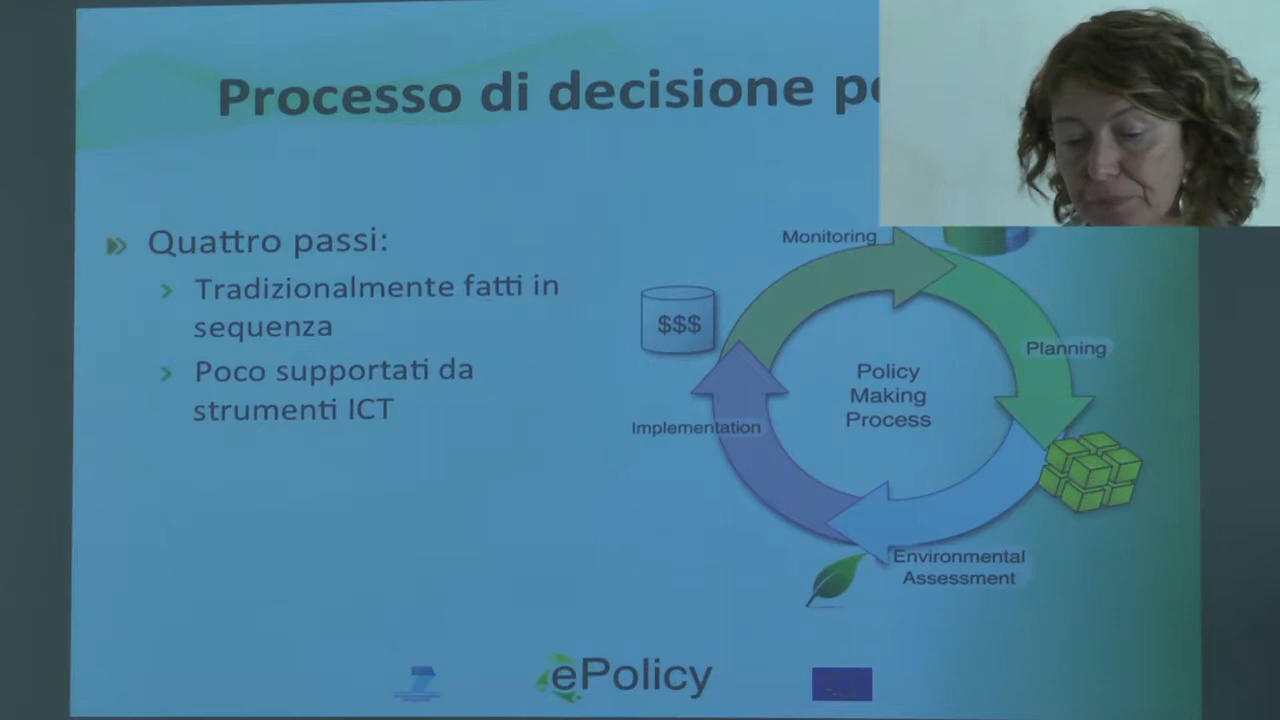 Processo di decisione
Quattro passi:
Tradizionalmente fatti in
sequenza
Poco supportati da
strumenti ICT
Monitoring
$$$
Planning
Policy
Making
Process
Implementation
Environmental
Assessment
ePolicy